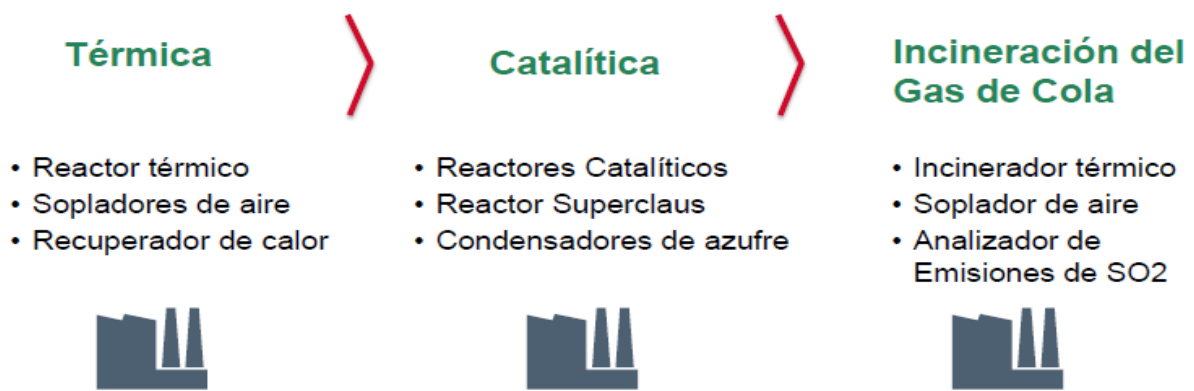 Térmica
• Reactor térmico
• Sopladores de aire
• Recuperador de calor
Catalítica
• Reactores Catalíticos
• Reactor Superclaus
• Condensadores de azufre
Incineración del
Gas de Cola
• Incinerador térmico
• Soplador de aire
• Analizador de
Emisiones de SO2